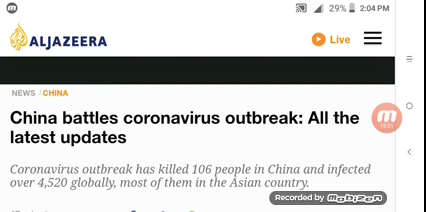 29% 2:04 PM
ALJAZEERA
Live
NEWS / CHINA
China battles coronavirus outbreak: All the
latest updates
Coronavirus outbreak has killed 106 people in China and infected
over 4,520 globally, most of them in the Asian country.
Recorded by mobizen